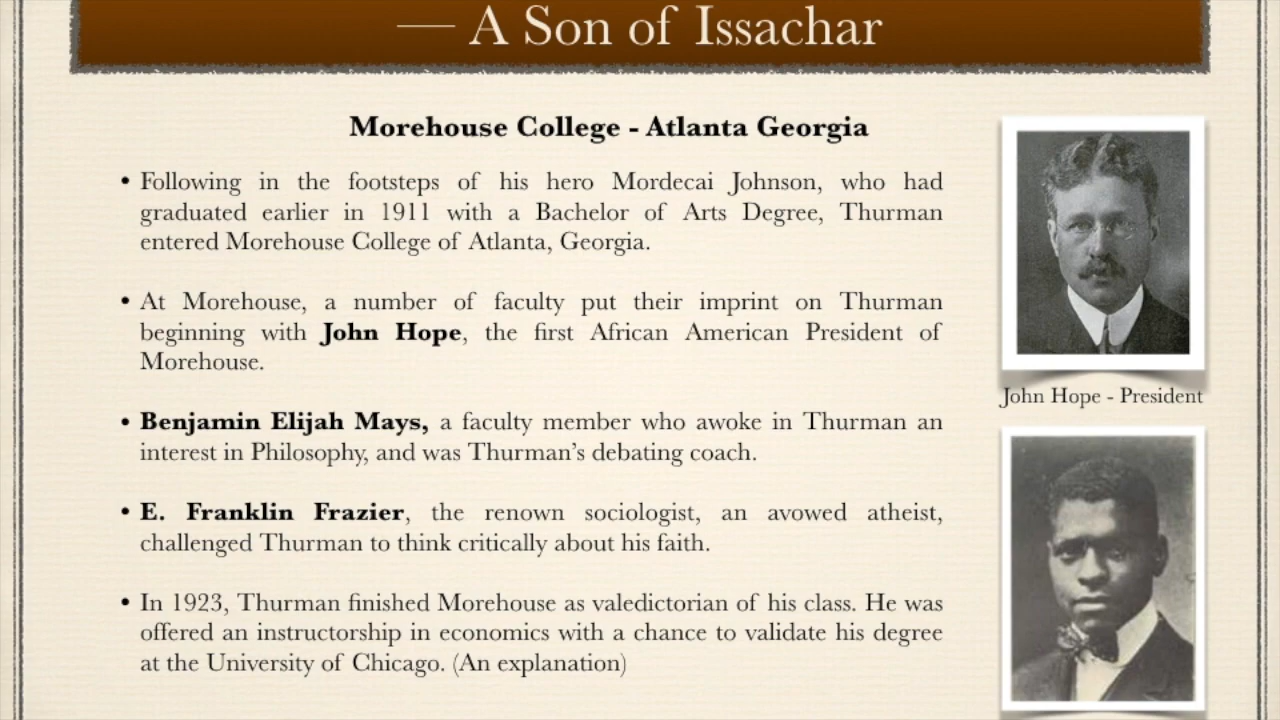 — A Son of Issachar
Morehouse College - Atlanta Georgia
• Following in the footsteps of his hero Mordecai Johnson, who had
graduated earlier in 1911 with a Bachelor of Arts Degree, Thurman
entered Morehouse College of Atlanta, Georgia.
• At Morehouse, a number of faculty put their imprint on Thurman
beginning with John Hope, the first African American President of
Morehouse.
• Benjamin Elijah Mays, a faculty member who awoke in Thurman an
interest in Philosophy, and was Thurman’s debating coach.
• E. Franklin Frazier, the renown sociologist, an avowed atheist,
challenged Thurman to think critically about his faith.
• In 1923, Thurman finished Morehouse as valedictorian of his class. He was
offered an instructorship in economics with a chance to validate his degree
at the University of Chicago. (An explanation)
John Hope - President